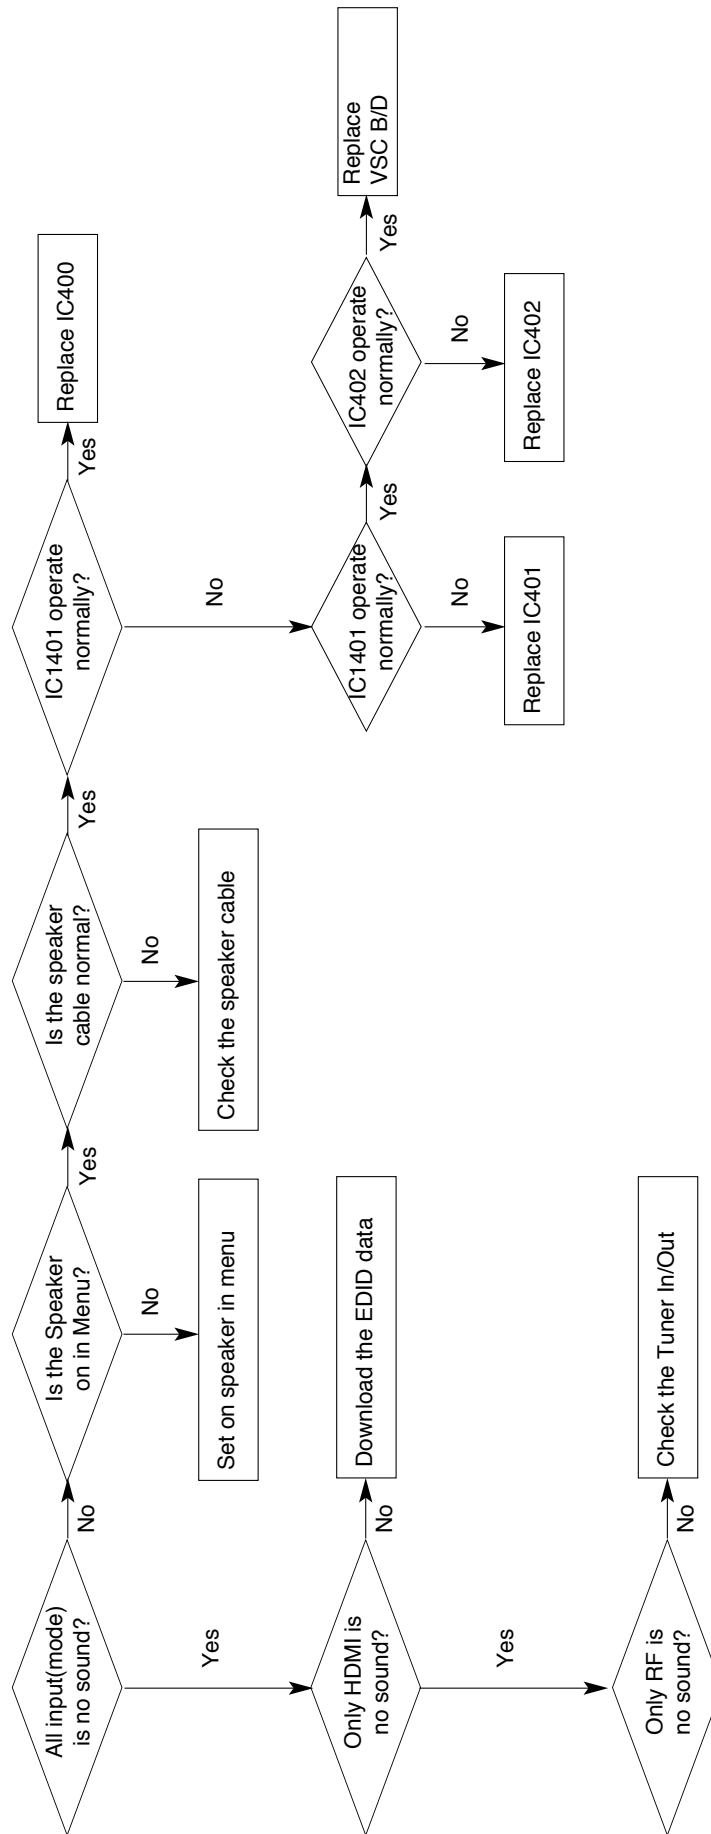 All input(mode)
is no sound?
No
Is the Speaker
on in Menu?
Yes
Is the speaker
cable normal?
Yes
IC1401 operate
normally?
Yes
Replace IC400
Yes
No
Set on speaker in menu
No
Check the speaker cable
No
Only HDMI is
no sound?
No
Download the EDID data
IC1401 operate
normally?
Yes
IC402 operate
normally?
Yes
Replace
VSC B/D
Yes
No
Replace IC401
No
Replace IC402
Only RF is
no sound?
No
Check the Tuner In/Out